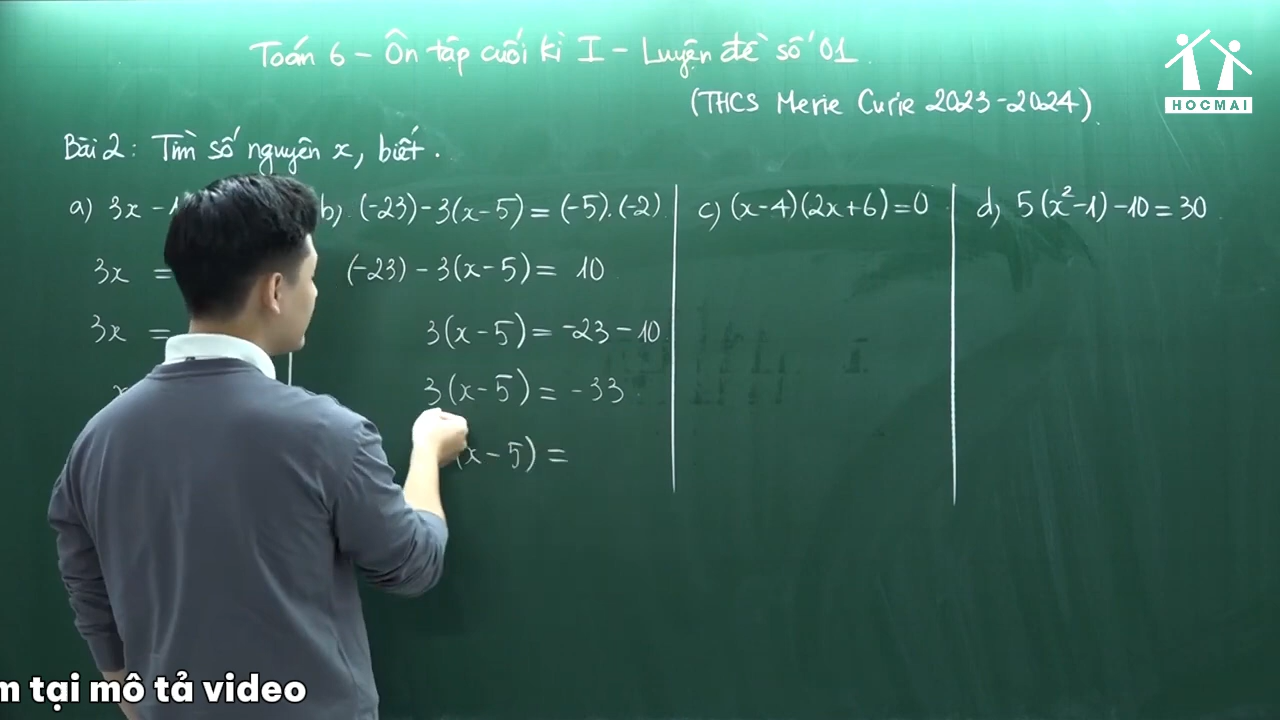 Toán 6 – Ôn tập cuối kì I – Luyện đề số 01
(THCS Merie Curie 2023-2024)
HOCMAI
Bài 2: Tìm số nguyên x, biết.
a) 3x -
3x =
3x =
b) (-23) - 3(x-5) = (-5).(-2)
(-23) - 3(x-5) = 10
3(x-5) = -23 - 10
3(x-5) = -33
(x-5) =
c) (x-4)(2x+6)=0
d) 5(x²-1)-10=30
tại mô tả video